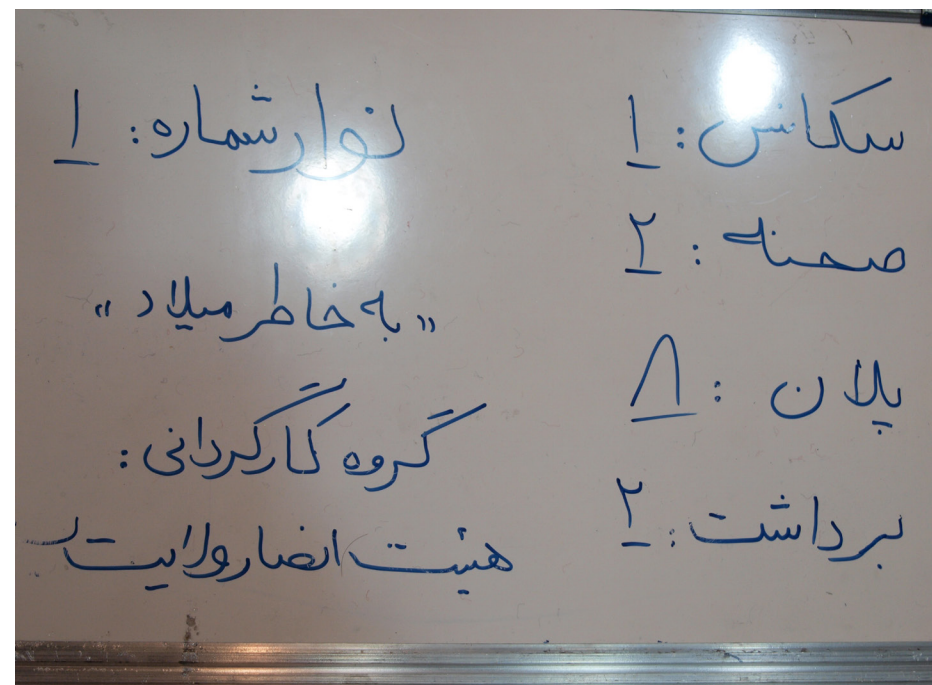 سکانس: ۱
صحنه: ۲
پلان: ۸
برداشت: ۲
نوار شماره: ۱
«به خاطر میلاد»
گروه کارگردانی:
هیئت انصار ولایت